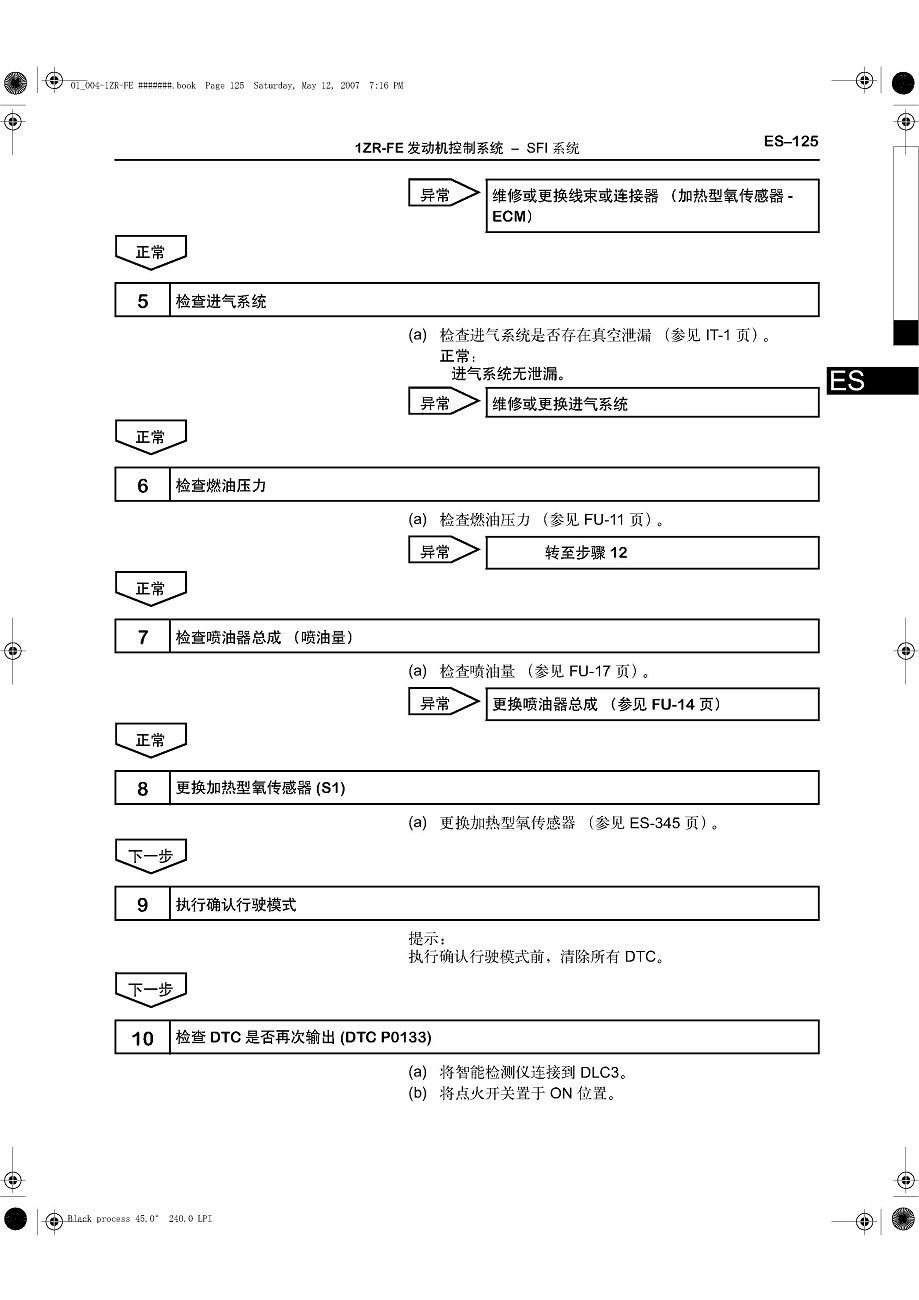 01_004-1ZR-FE #######.book Page 125 Saturday, May 12, 2007 7:16 PM
ES–125
1ZR-FE 发动机控制系统 – SFI 系统
异常
维修或更换线束或连接器 (加热型氧传感器 -
ECM)
正常
5 检查进气系统
(a) 检查进气系统是否存在真空泄漏 (参见 IT-1 页)。
正常:
进气系统无泄漏。
ES
异常
维修或更换进气系统
正常
6 检查燃油压力
(a) 检查燃油压力 (参见 FU-11 页)。
异常
转至步骤 12
正常
7 检查喷油器总成 (喷油量)
(a) 检查喷油量 (参见 FU-17 页)。
异常
更换喷油器总成 (参见 FU-14 页)
正常
8 更换加热型氧传感器 (S1)
(a) 更换加热型氧传感器 (参见 ES-345 页)。
下一步
9 执行确认行驶模式
提示:
执行确认行驶模式前，清除所有 DTC。
下一步
10 检查 DTC 是否再次输出 (DTC P0133)
(a) 将智能检测仪连接到 DLC3。
(b) 将点火开关置于 ON 位置。
Black process 45.0° 240.0 LPI